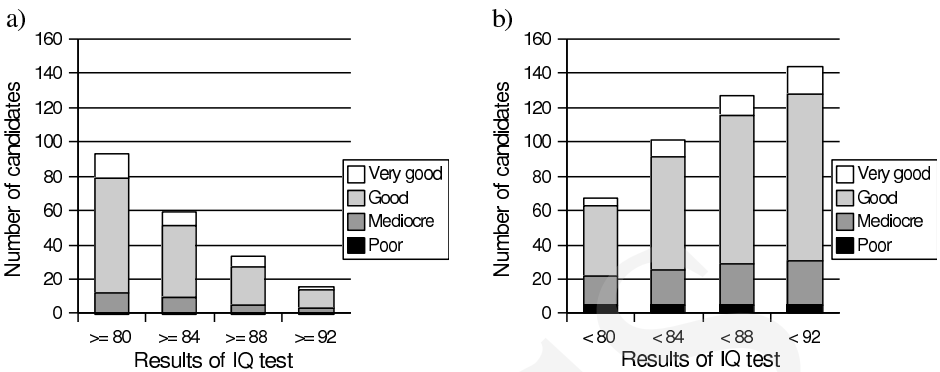 a)
160
140
120
100
80
60
40
20
0
Number of candidates
>= 80 >= 84 >= 88 >= 92
Results of IQ test
Very good
Good
Mediocre
Poor
b)
160
140
120
100
80
60
40
20
0
Number of candidates
< 80 < 84 < 88 < 92
Results of IQ test
Very good
Good
Mediocre
Poor